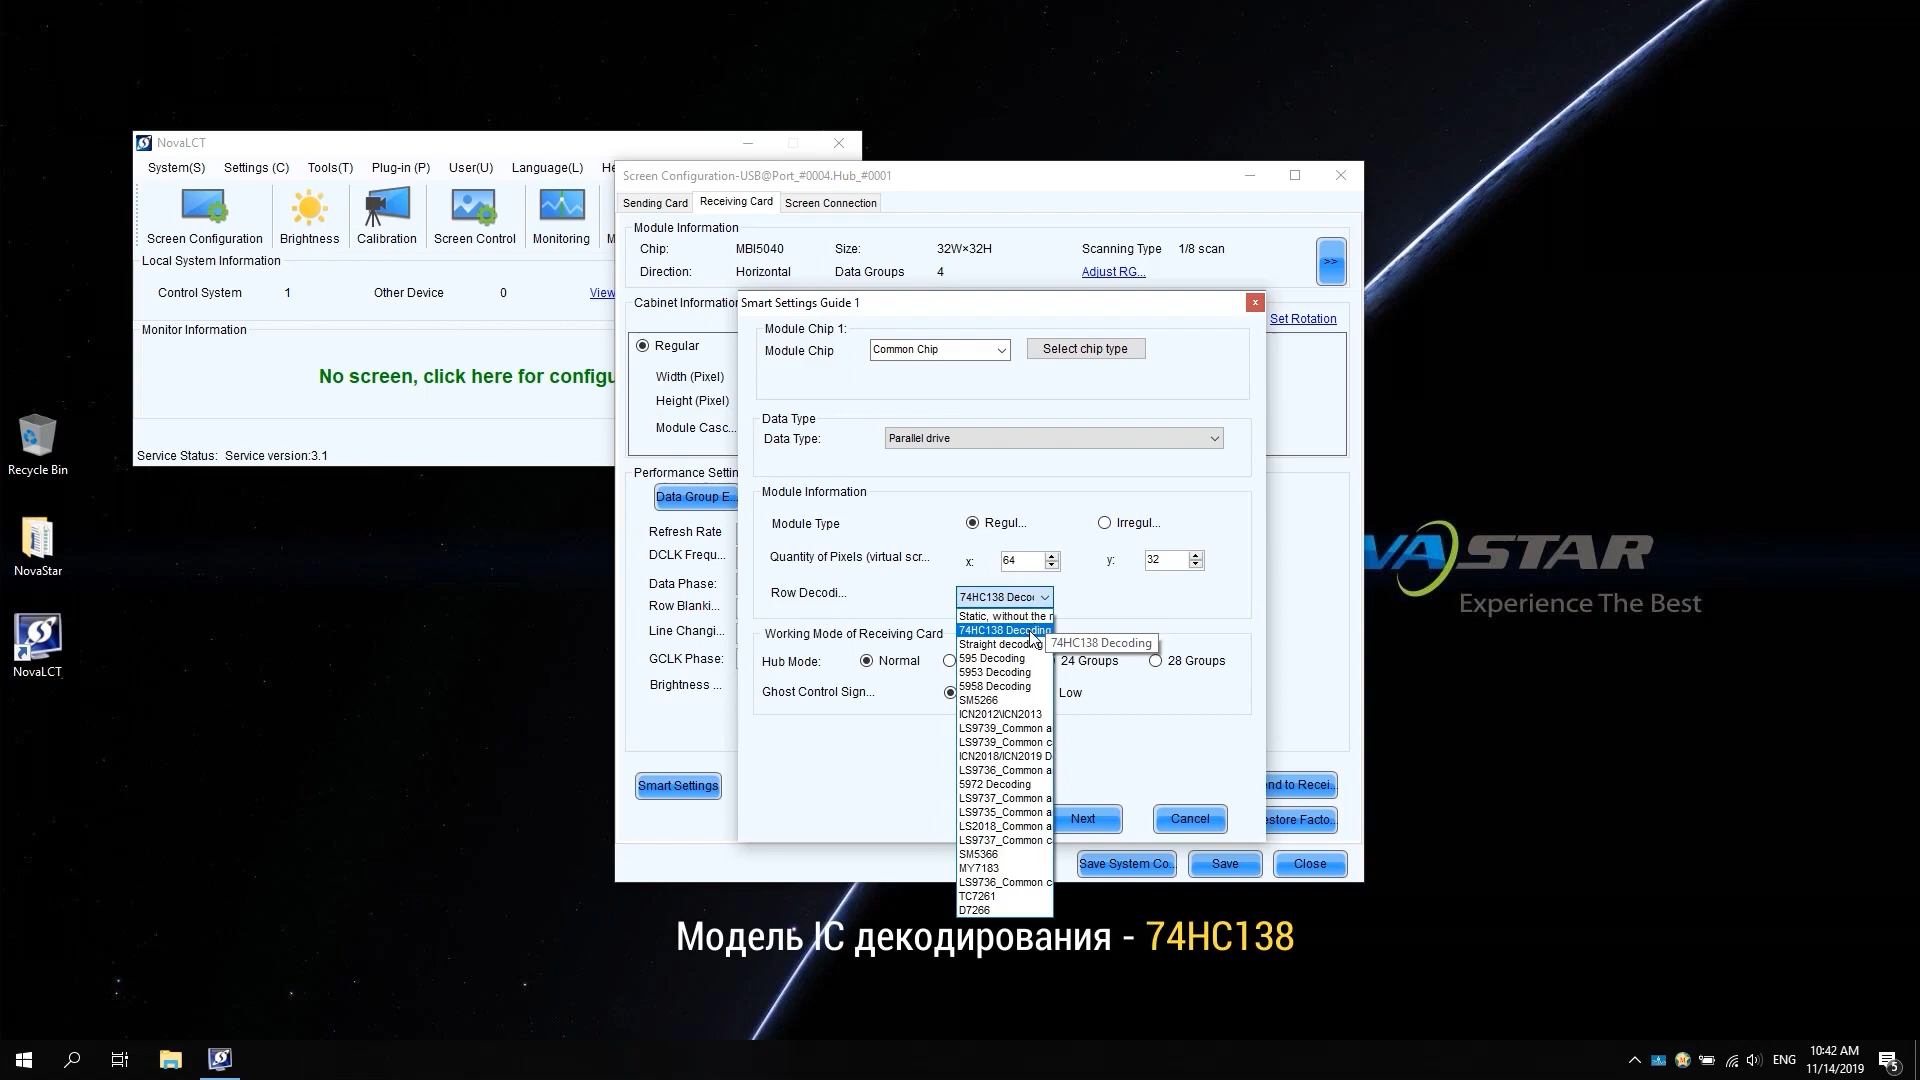 NovaLCT
System(S) Settings (C) Tools(T) Plug-in (P) User(U) Language(L) He
Screen Configuration Brightness Calibration Screen Control Monitoring M
Local System Information
Control System 1 Other Device 0 View
Monitor Information
No screen, click here for configu
Service Status: Service version:3.1
Screen Configuration-USB@Port_#0004.Hub_#0001
Sending Card Receiving Card Screen Connection
Module Information
Chip: MBI5040 Size: 32W×32H Scanning Type 1/8 scan
Direction: Horizontal Data Groups 4 Adjust RG...
>>
Cabinet Information
Set Rotation
Regular
Width (Pixel)
Height (Pixel)
Module Casc...
Performance Settin
Data Group E...
Refresh Rate
DCLK Frequ...
Data Phase:
Row Blanki...
Line Changi...
GCLK Phase:
Brightness ...
Smart Settings
nd to Recei...
estore Facto...
Save System Co... Save Close
Smart Settings Guide 1
x
Module Chip 1:
Module Chip Common Chip Select chip type
Data Type
Data Type: Parallel drive
Module Information
Module Type Regul... Irregul...
Quantity of Pixels (virtual scr... x: 64 y: 32
Row Decodi... 74HC138 Decod
Static, without the r
74HC138 Decoding
Straight decoding
595 Decoding
5953 Decoding
5958 Decoding
SM5266
ICN2012\ICN2013
LS9739_Common a
LS9739_Common c
ICN2018/ICN2019 D
LS9736_Common a
5972 Decoding
LS9737_Common a
LS9735_Common a
LS2018_Common a
LS9737_Common c
SM5366
MY7183
LS9736_Common c
TC7261
D7266
74HC138 Decoding
Working Mode of Receiving Card
Hub Mode: Normal 24 Groups 28 Groups
Ghost Control Sign... Low
Next Cancel
Recycle Bin
NovaStar
NovaLCT
VASTAR
Experience The Best
Модель IC декодирования - 74HC138
ENG
10:42 AM
11/14/2019
5